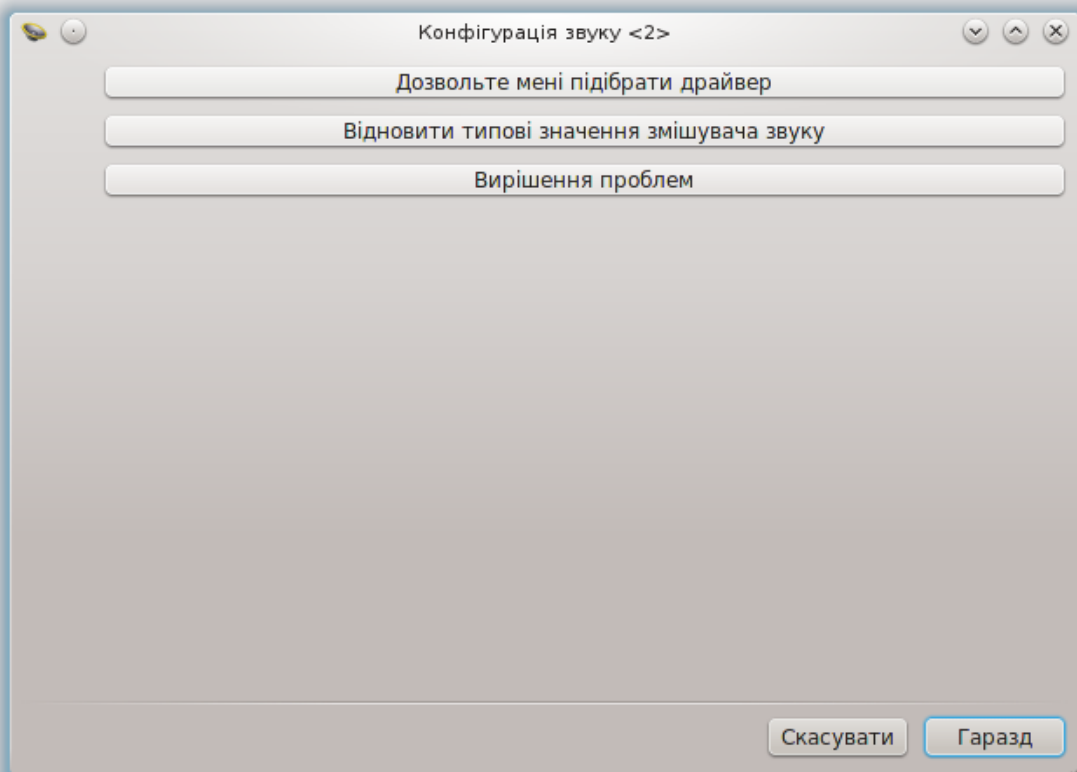 Конфігурація звуку <2>
Дозвольте мені підібрати драйвер
Відновити типові значення змішувача звуку
Вирішення проблем
Скасувати
Гаразд